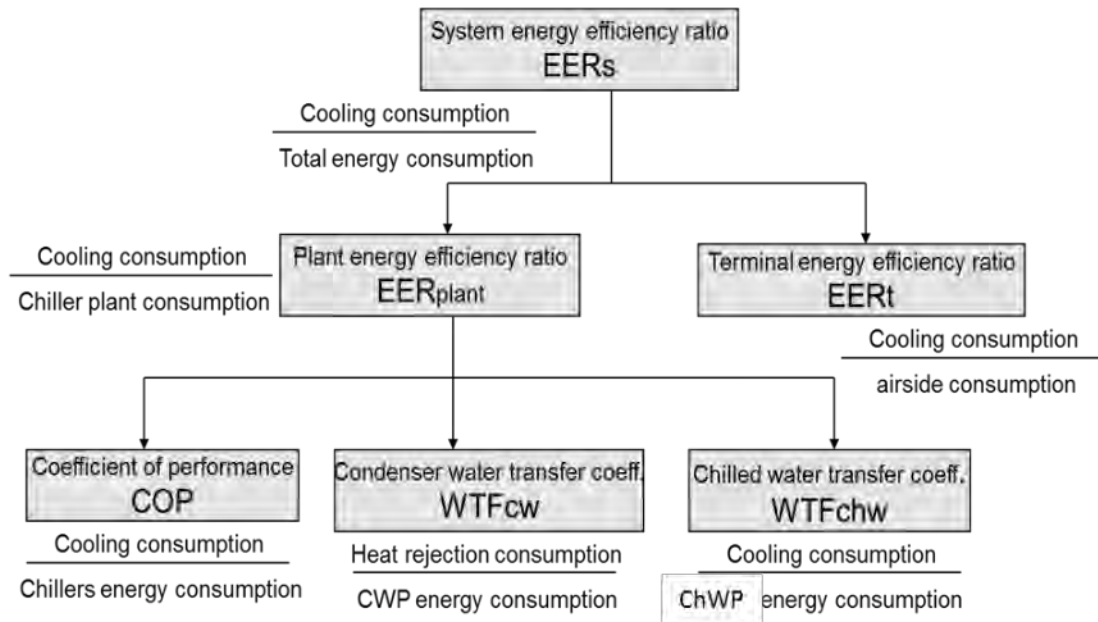 System energy efficiency ratio
EERs
Cooling consumption
Total energy consumption
Plant energy efficiency ratio
EERplant
Cooling consumption
Chiller plant consumption
Terminal energy efficiency ratio
EERt
Cooling consumption
airside consumption
Coefficient of performance
COP
Cooling consumption
Chillers energy consumption
Condenser water transfer coeff.
WTFcw
Heat rejection consumption
CWP energy consumption
Chilled water transfer coeff.
WTFchw
Cooling consumption
ChWP energy consumption